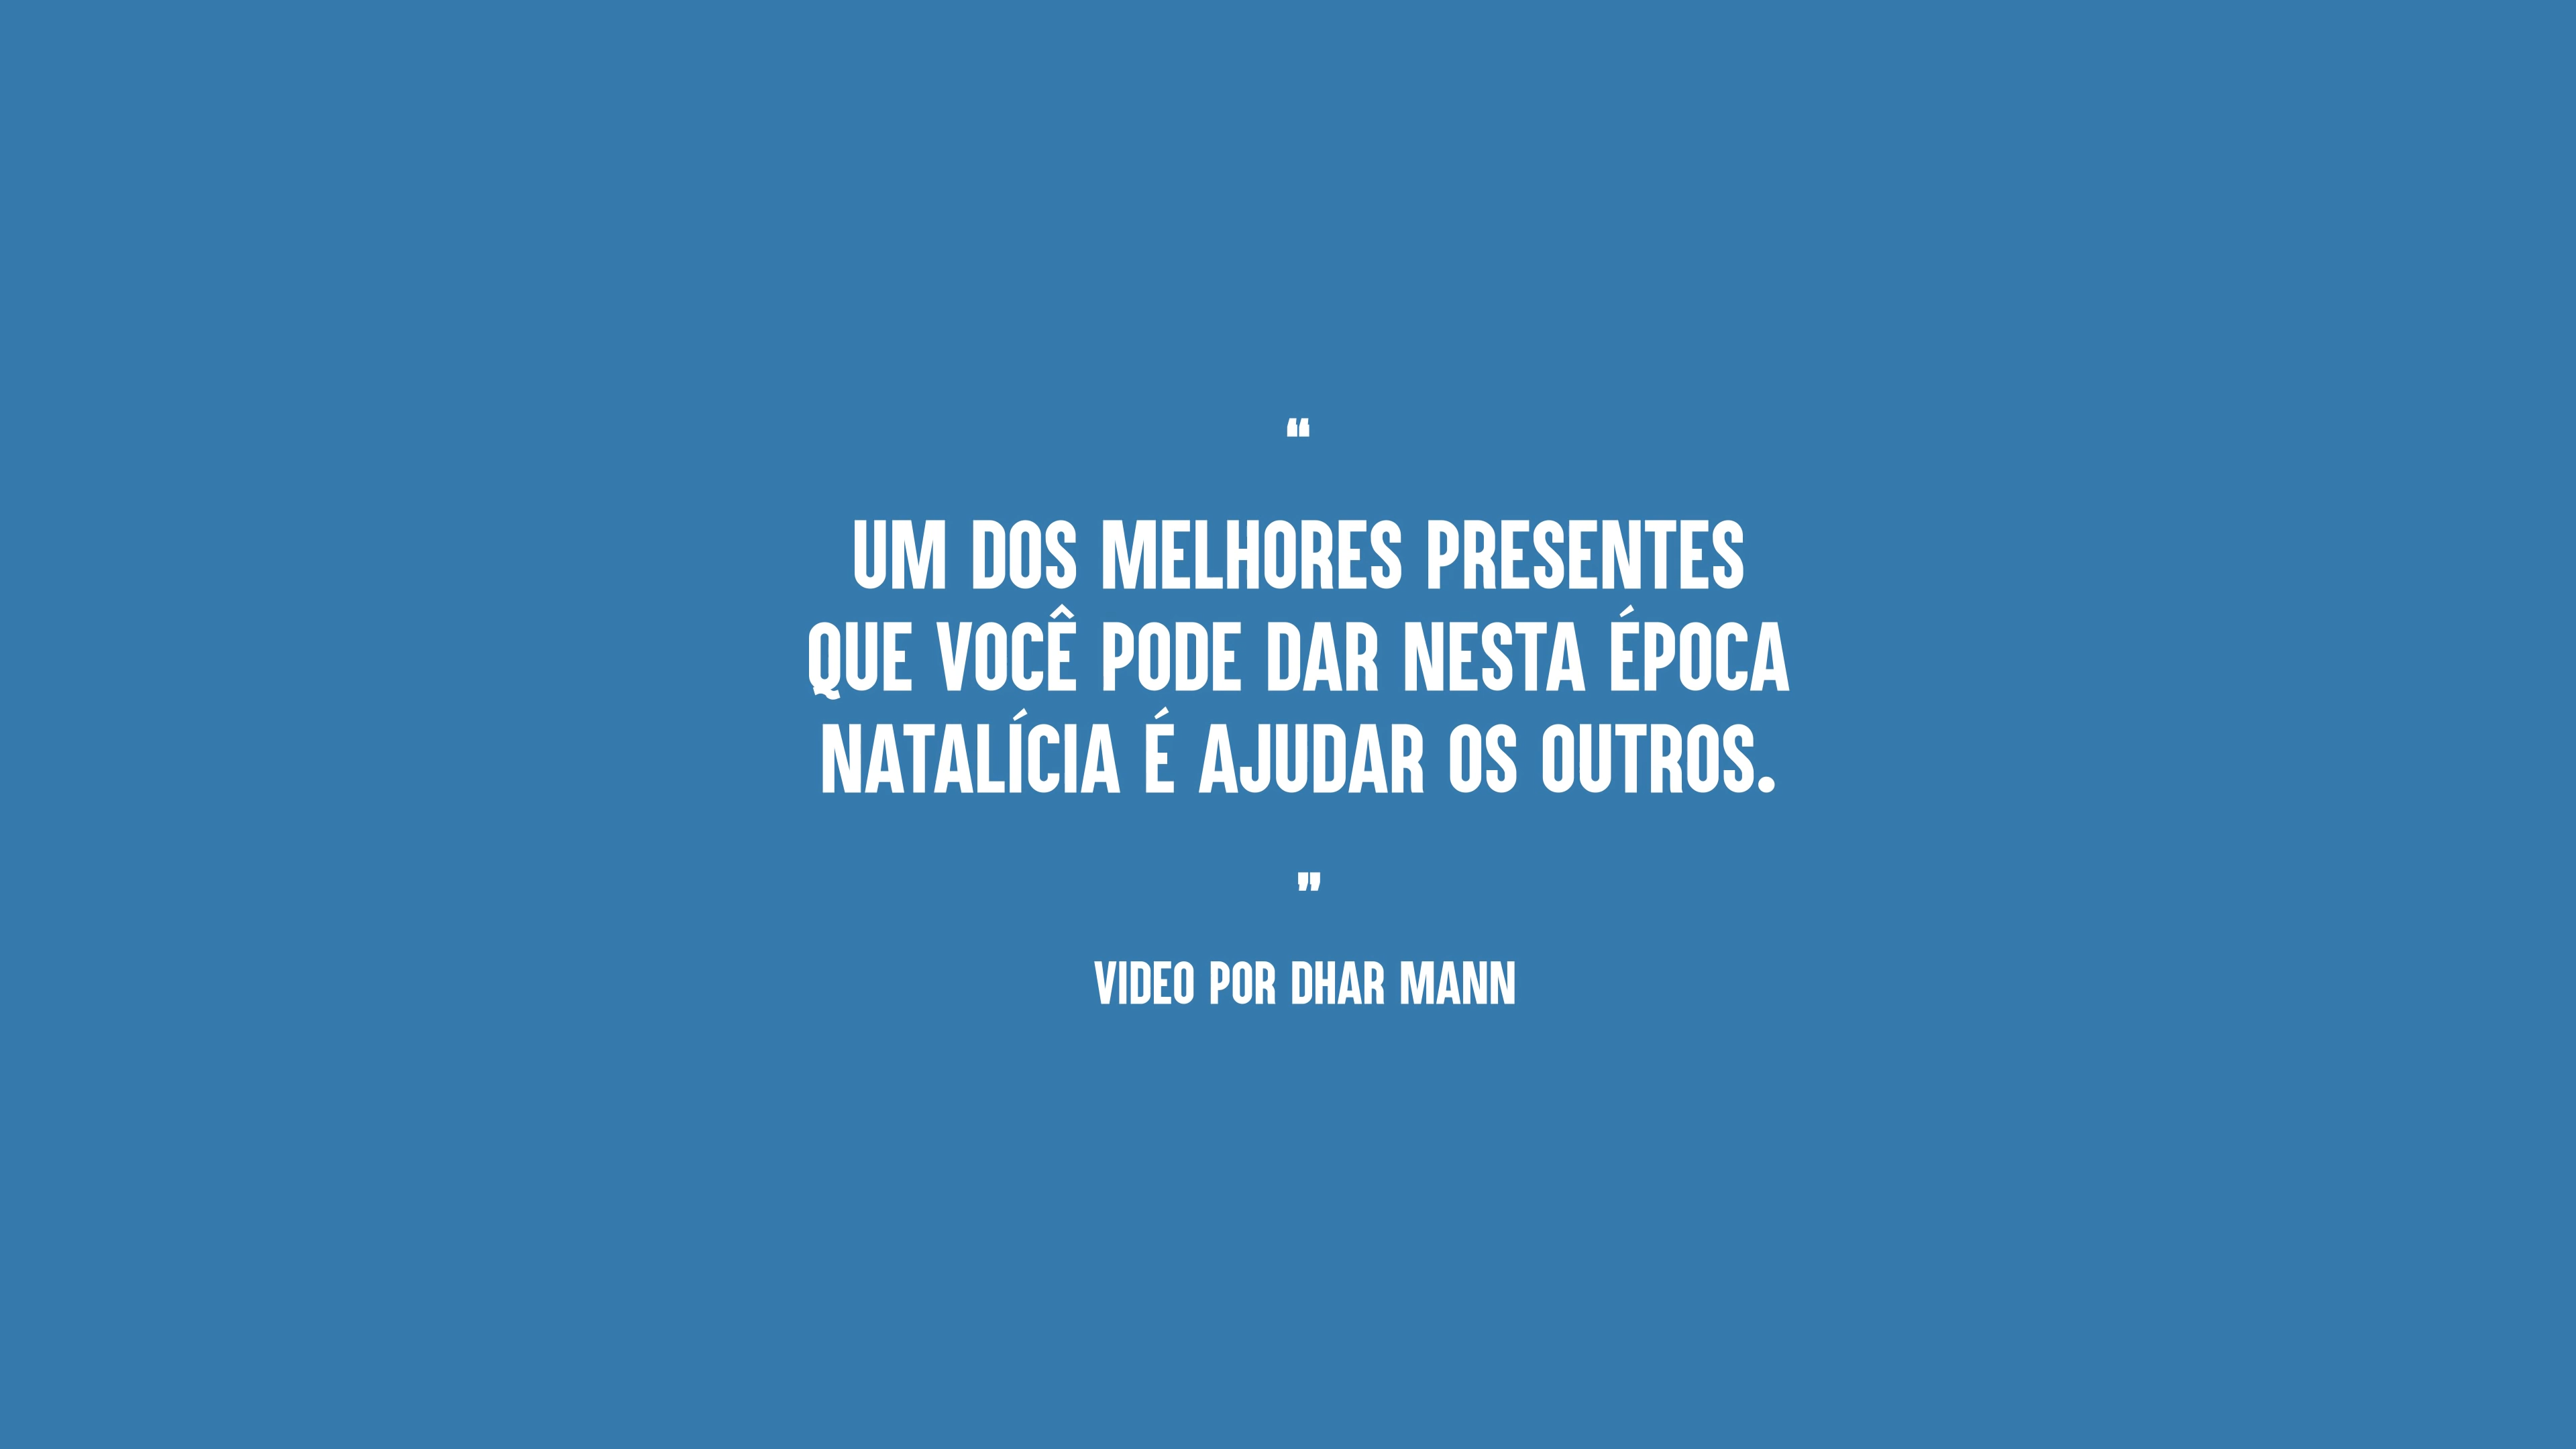 “
UM DOS MELHORES PRESENTES
QUE VOCÊ PODE DAR NESTA ÉPOCA
NATALÍCIA É AJUDAR OS OUTROS.
”
VIDEO POR DHAR MANN